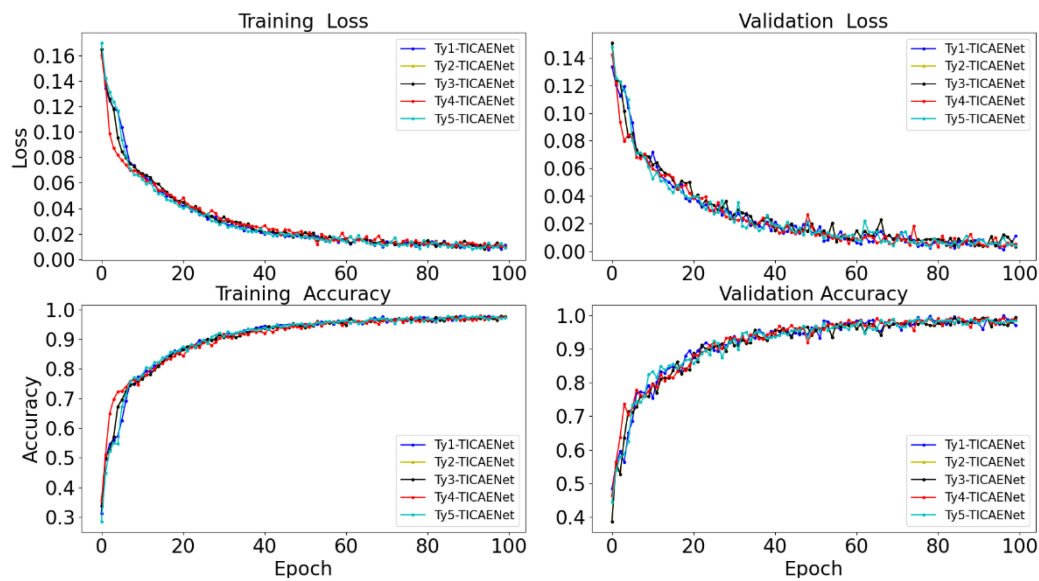 Training Loss
Validation Loss
0.16
0.14
0.12
0.10
0.08
0.06
0.04
0.02
0.00
Loss
Ty1-TICAENet
Ty2-TICAENet
Ty3-TICAENet
Ty4-TICAENet
Ty5-TICAENet
0 20 40 60 80 100
0.14
0.12
0.10
0.08
0.06
0.04
0.02
0.00
Ty1-TICAENet
Ty2-TICAENet
Ty3-TICAENet
Ty4-TICAENet
Ty5-TICAENet
0 20 40 60 80 100
Training Accuracy
Validation Accuracy
1.0
0.9
0.8
0.7
0.6
0.5
0.4
0.3
Accuracy
Ty1-TICAENet
Ty2-TICAENet
Ty3-TICAENet
Ty4-TICAENet
Ty5-TICAENet
0 20 40 60 80 100
Epoch
1.0
0.9
0.8
0.7
0.6
0.5
0.4
Ty1-TICAENet
Ty2-TICAENet
Ty3-TICAENet
Ty4-TICAENet
Ty5-TICAENet
0 20 40 60 80 100
Epoch